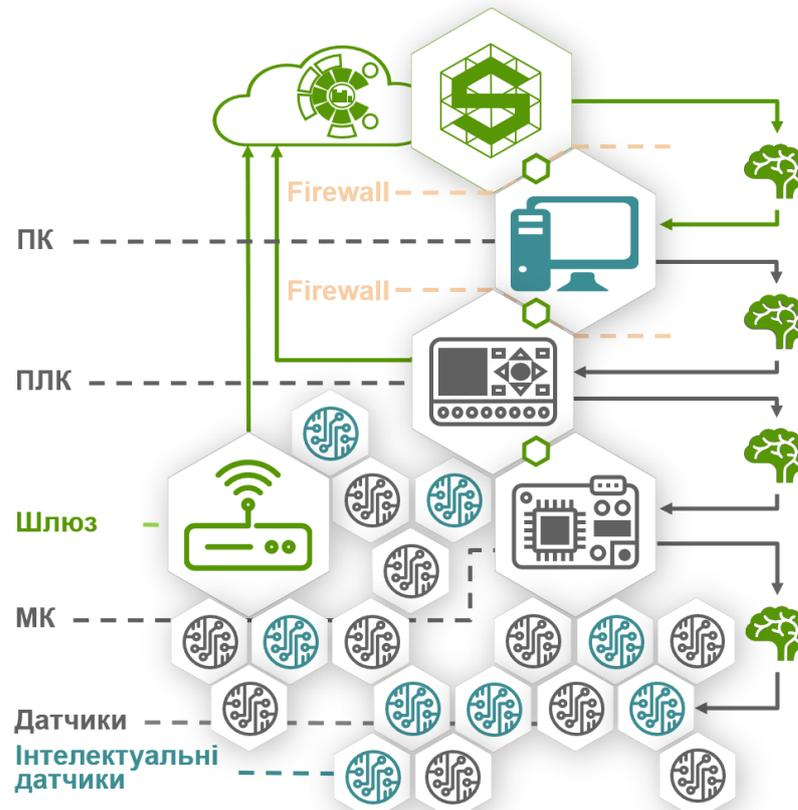 Firewall
ПК
Firewall
ПЛК
Шлюз
МК
Датчики
Інтелектуальні
датчики